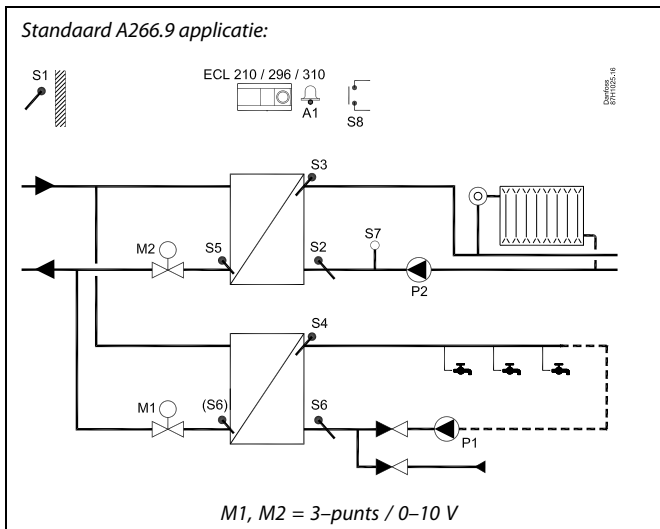 Standaard A266.9 applicatie:
S1
ECL 210 / 296 / 310
A1
S8
Danfoss
87H1025.16
S3
M2
S5
S2
S7
P2
S4
M1
(S6)
S6
P1
M1, M2 = 3–punts / 0–10 V